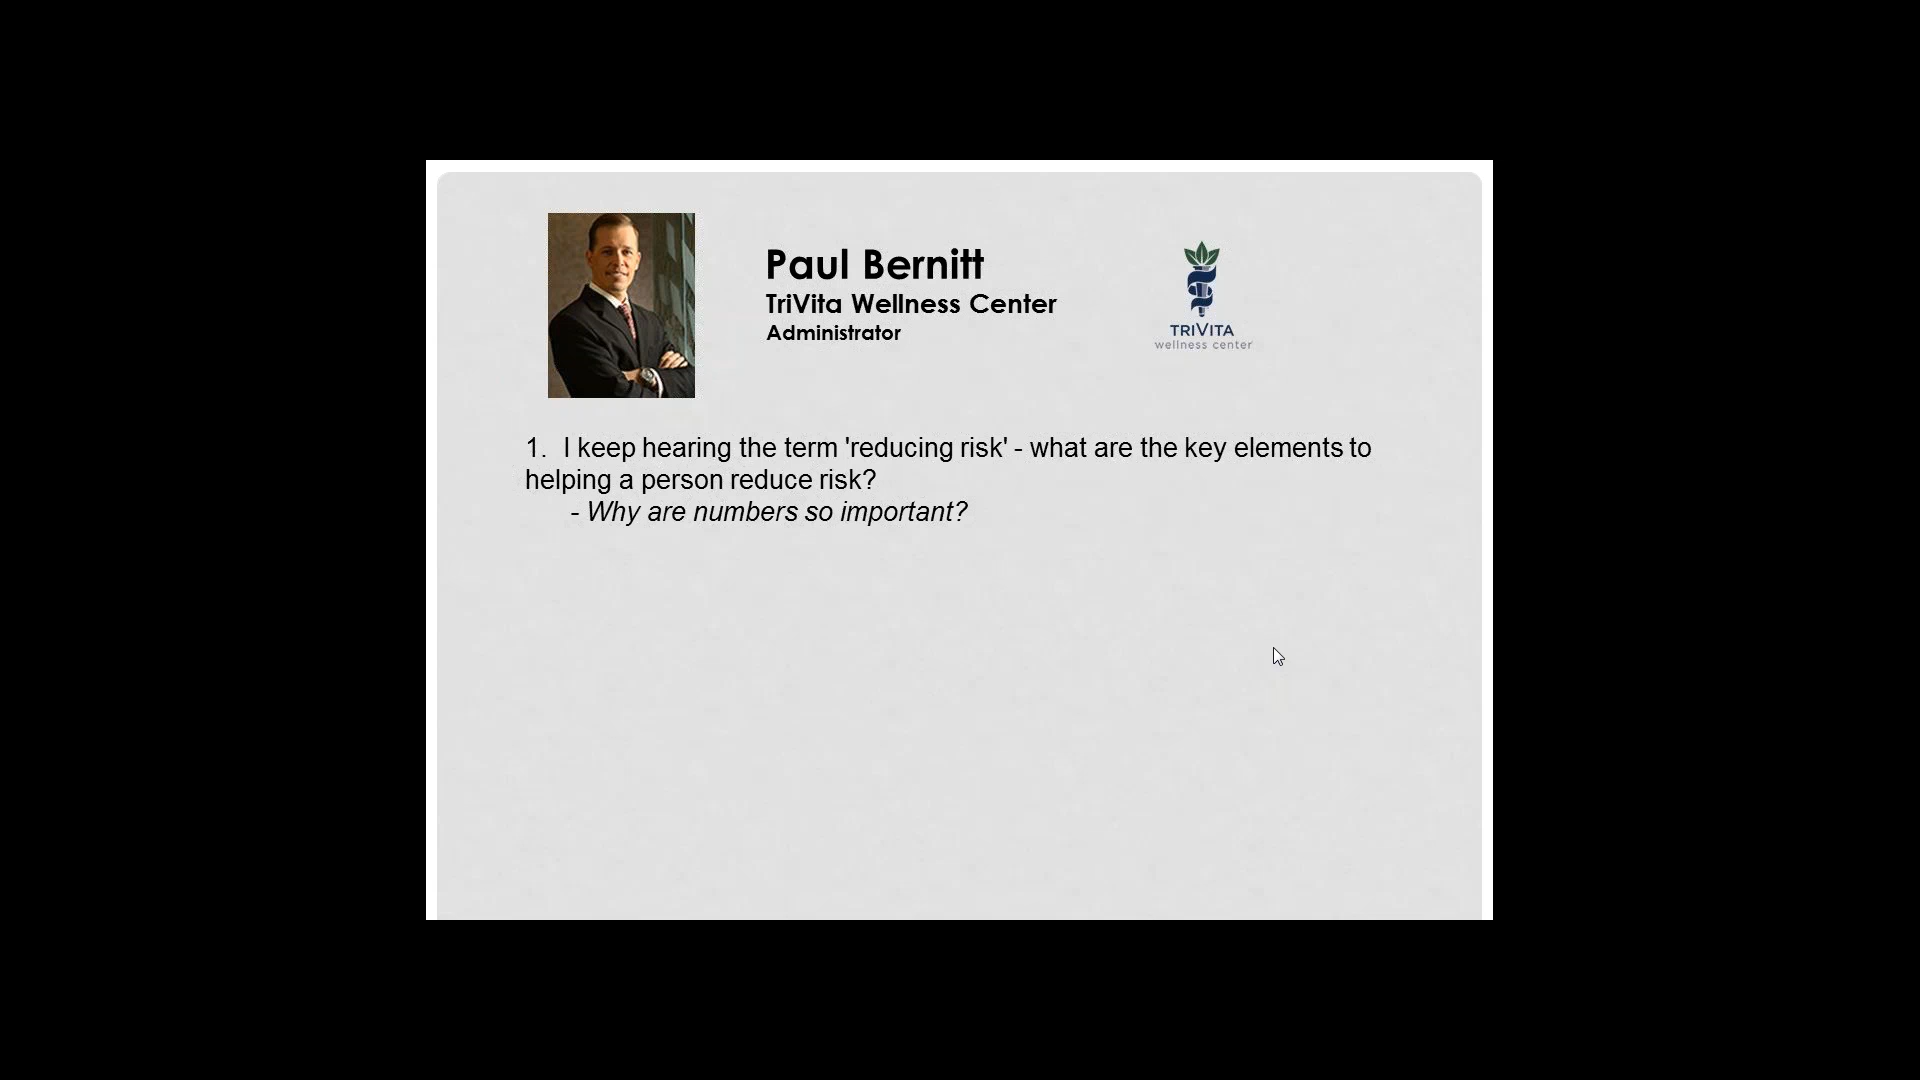 Paul Bernitt
TriVita Wellness Center
Administrator
TRIVITA
wellness center
1.  I keep hearing the term 'reducing risk' - what are the key elements to
helping a person reduce risk?
- Why are numbers so important?